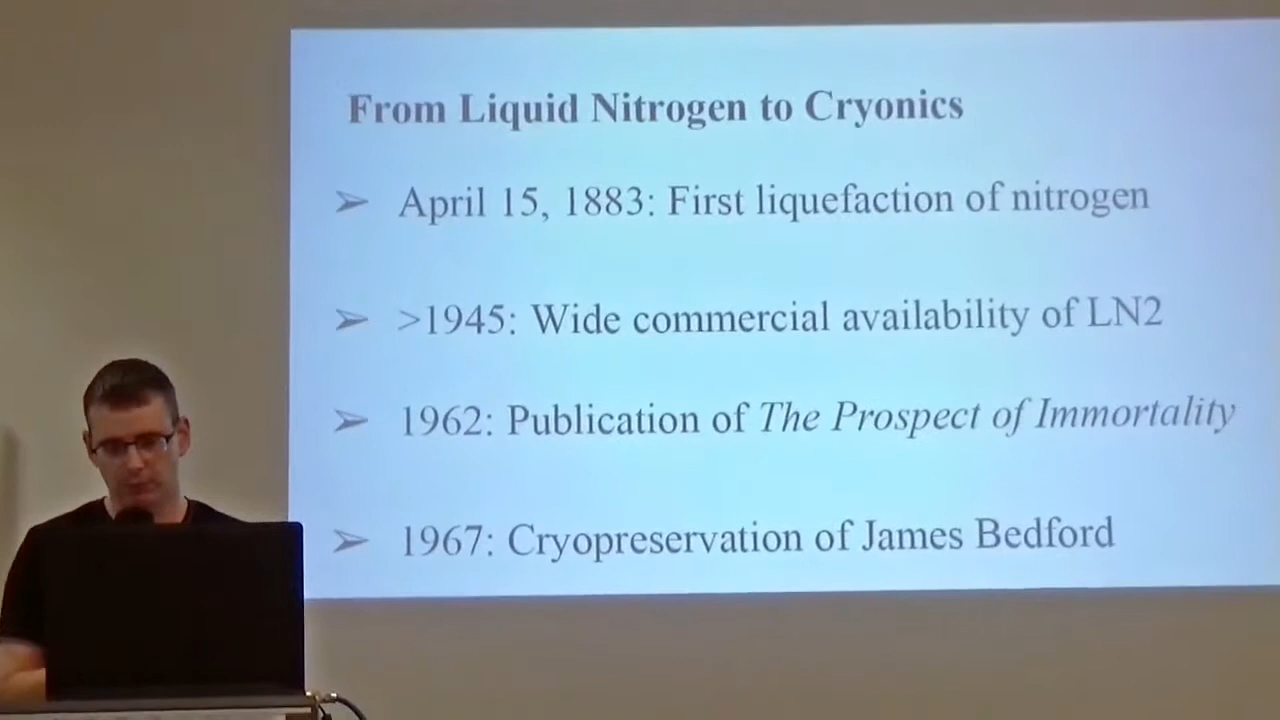 From Liquid Nitrogen to Cryonics
➢ April 15, 1883: First liquefaction of nitrogen
➢ >1945: Wide commercial availability of LN2
➢ 1962: Publication of The Prospect of Immortality
➢ 1967: Cryopreservation of James Bedford